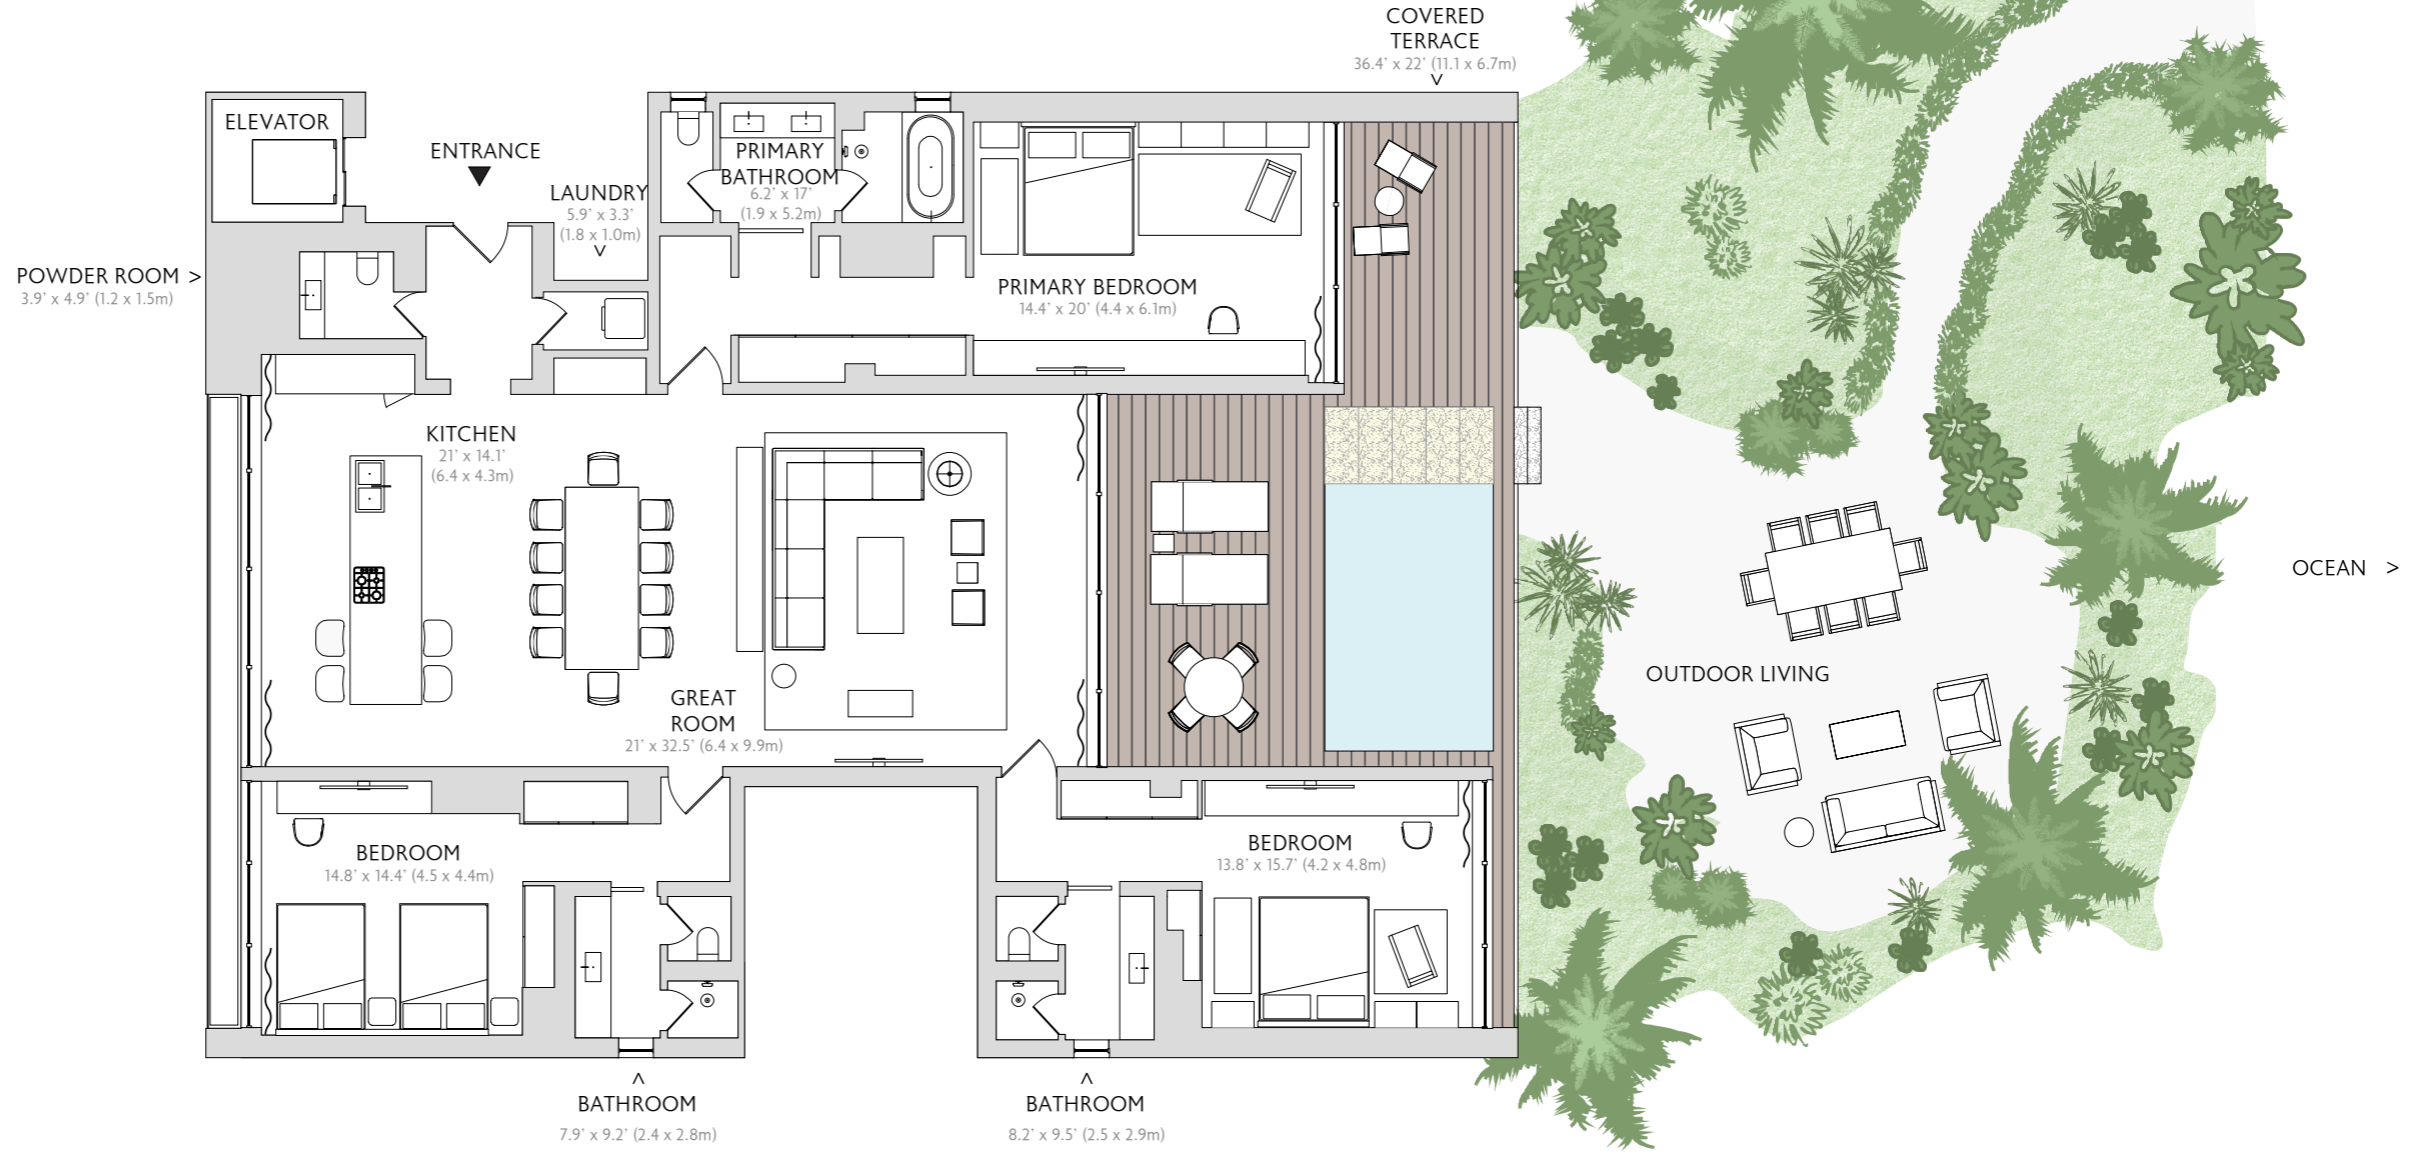 COVERED
TERRACE
36.4' x 22' (11.1 x 6.7m)
ELEVATOR
ENTRANCE
LAUNDRY
5.9' x 3.3'
(1.8 x 1.0m)
PRIMARY
BATHROOM
6.2' x 17'
(1.9 x 5.2m)
POWDER ROOM >
3.9' x 4.9' (1.2 x 1.5m)
PRIMARY BEDROOM
14.4' x 20' (4.4 x 6.1m)
KITCHEN
21' x 14.1'
(6.4 x 4.3m)
OCEAN >
OUTDOOR LIVING
GREAT
ROOM
21' x 32.5' (6.4 x 9.9m)
BEDROOM
14.8' x 14.4' (4.5 x 4.4m)
BEDROOM
13.8' x 15.7' (4.2 x 4.8m)
BATHROOM
7.9' x 9.2' (2.4 x 2.8m)
BATHROOM
8.2' x 9.5' (2.5 x 2.9m)